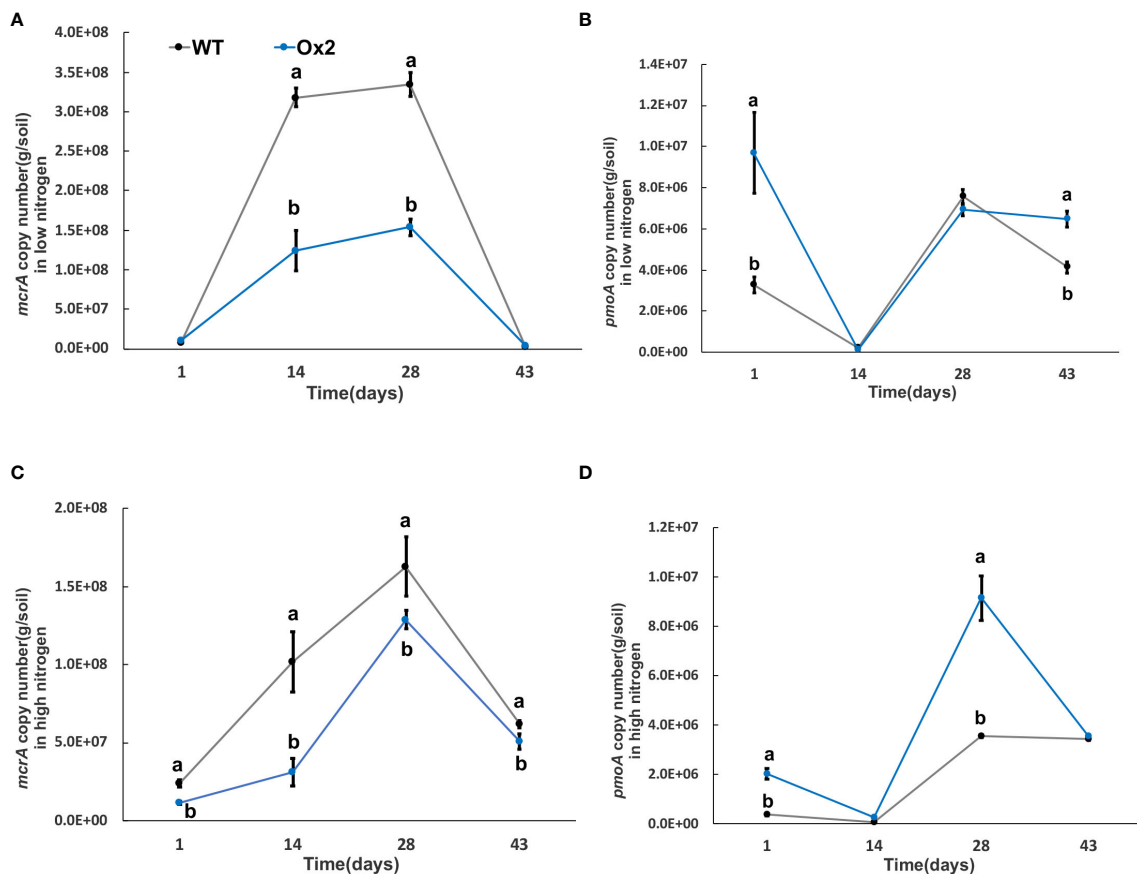 A
WT Ox2
4.0E+08
3.5E+08
3.0E+08
2.5E+08
2.0E+08
1.5E+08
1.0E+08
5.0E+07
0.0E+00
mcrA copy number(g/soil)
in low nitrogen
a
a
b
b
1 14 28 43
Time(days)
B
1.4E+07
1.2E+07
1.0E+07
8.0E+06
6.0E+06
4.0E+06
2.0E+06
0.0E+00
pmoA copy number(g/soil)
in low nitrogen
a
b
a
b
1 14 28 43
Time(days)
C
2.0E+08
1.5E+08
1.0E+08
5.0E+07
0.0E+00
mcrA copy number(g/soil)
in high nitrogen
a
b
a
b
a
b
a
b
1 14 28 43
Time(days)
D
1.2E+07
1.0E+07
8.0E+06
6.0E+06
4.0E+06
2.0E+06
0.0E+00
pmoA copy number(g/soil)
in high nitrogen
a
b
a
b
1 14 28 43
Time(days)